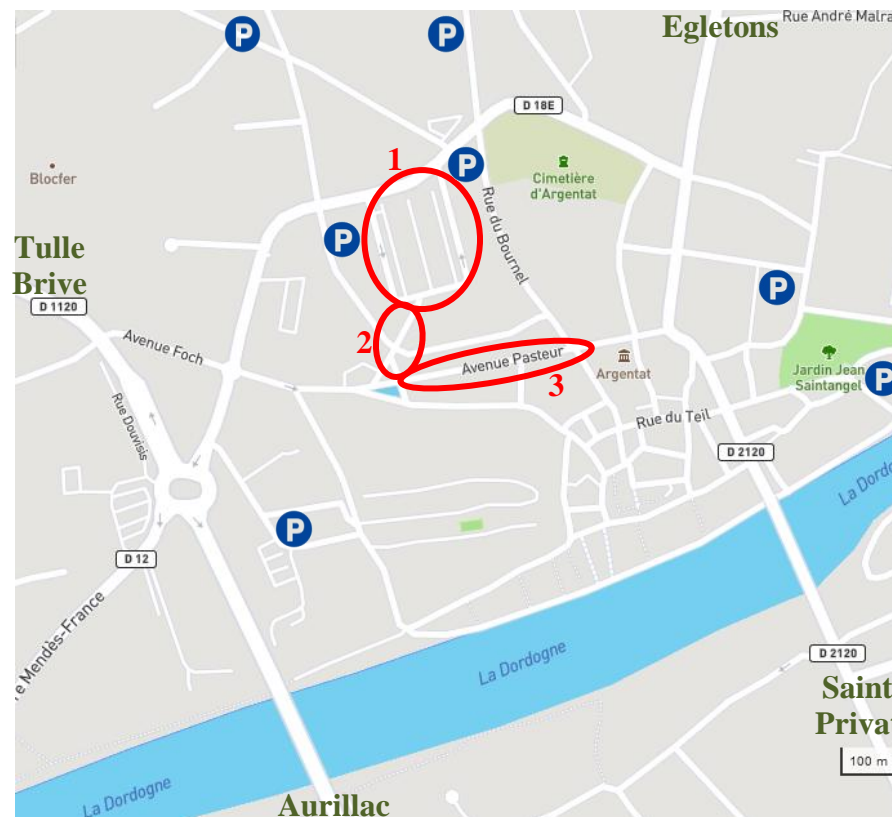 Egletons
Rue André Malra
P
P
D 18E
1
P
Blocfer
Cimetière
d'Argentat
Rue du Bournel
P
Tulle
Brive
D 1120
P
Avenue Foch
2
Avenue Pasteur
3
Argentat
Jardin Jean
Saintangel
P
Rue Douvisis
Rue du Teil
D 2120
La Dordo
P
D 12
re Mendès-France
La Dordogne
D 2120
Saint
Priva
100 m
La Dordogne
Aurillac